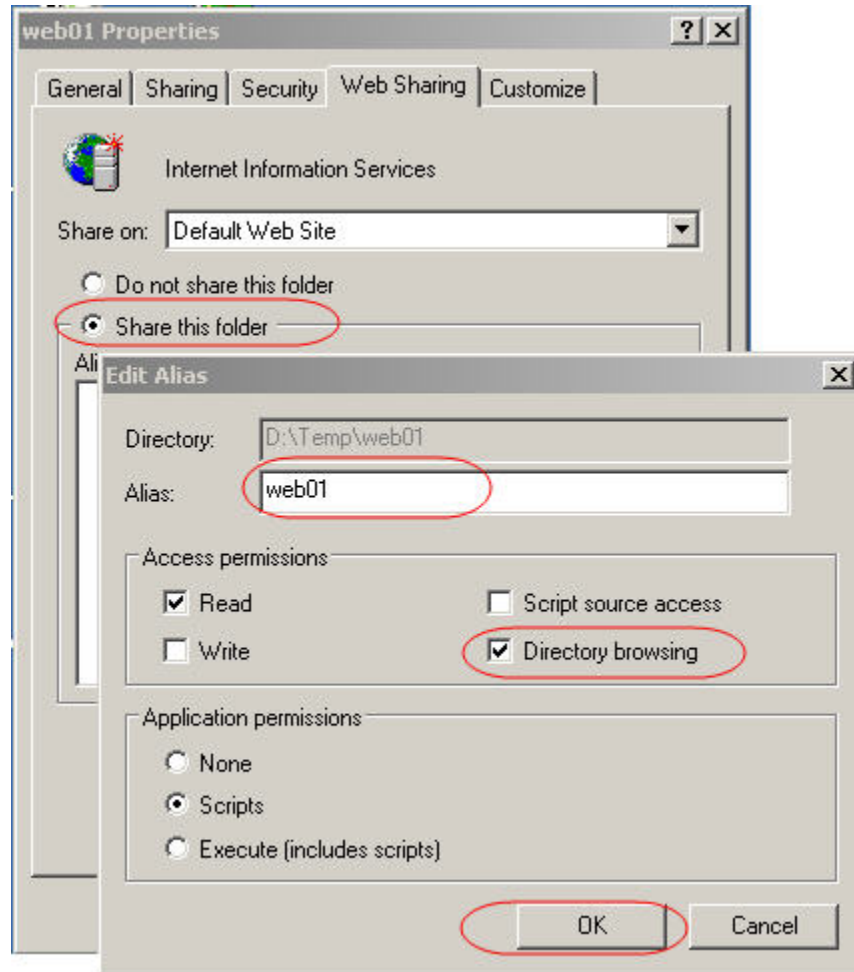 web01 Properties
General Sharing Security Web Sharing Customize
Internet Information Services
Share on: Default Web Site
Do not share this folder
Share this folder
Ali
Edit Alias
Directory: D:\Temp\web01
Alias: web01
Access permissions
Read Script source access
Write Directory browsing
Application permissions
None
Scripts
Execute (includes scripts)
OK Cancel